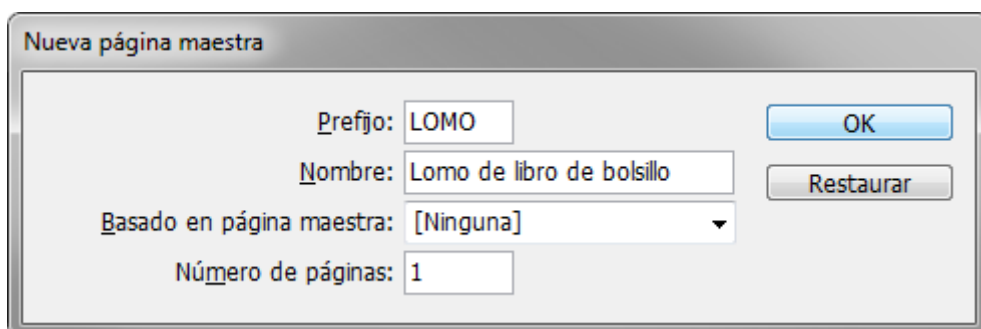 Nueva página maestra
Prefijo: LOMO
OK
Nombre: Lomo de libro de bolsillo
Restaurar
Basado en página maestra: [Ninguna]
Número de páginas: 1